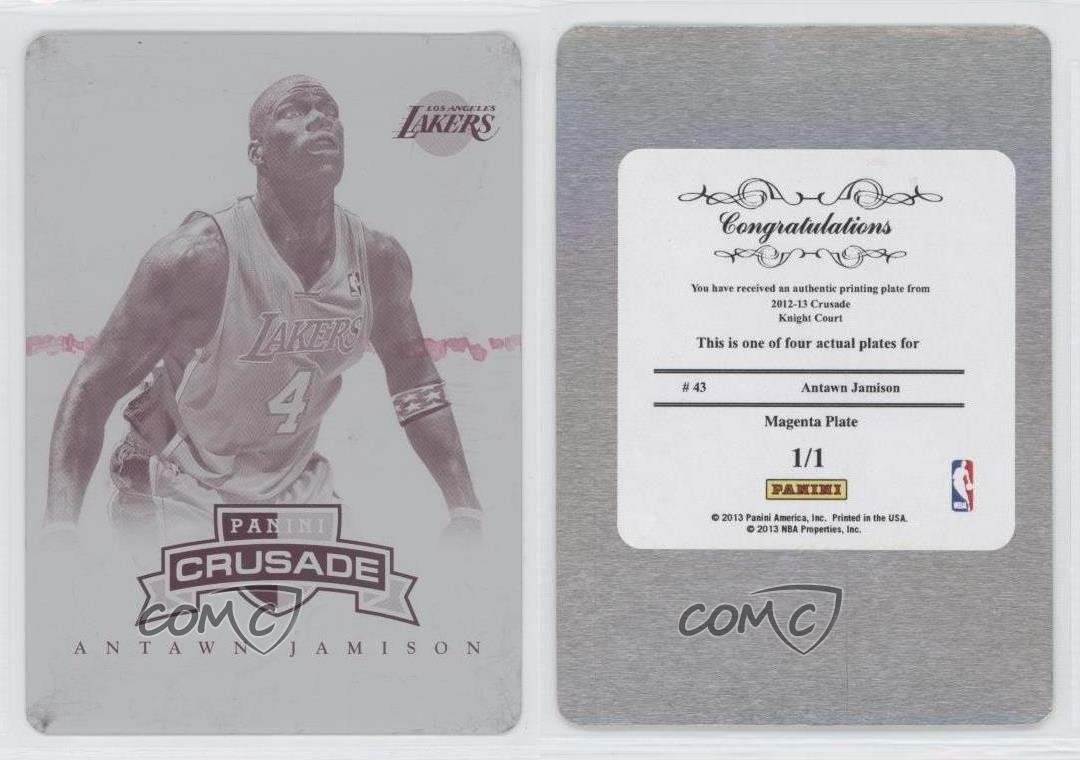 LOS ANGELES
LAKERS
LAKERS
4
PANINI
CRUSADE
COMC
ANTAWN JAMISON
Congratulations
You have received an authentic printing plate from
2012-13 Crusade
Knight Court
This is one of four actual plates for
# 43 Antawn Jamison
Magenta Plate
1/1
PANINI
NBA
© 2013 Panini America, Inc. Printed in the USA.
© 2013 NBA Properties, Inc.
COMC